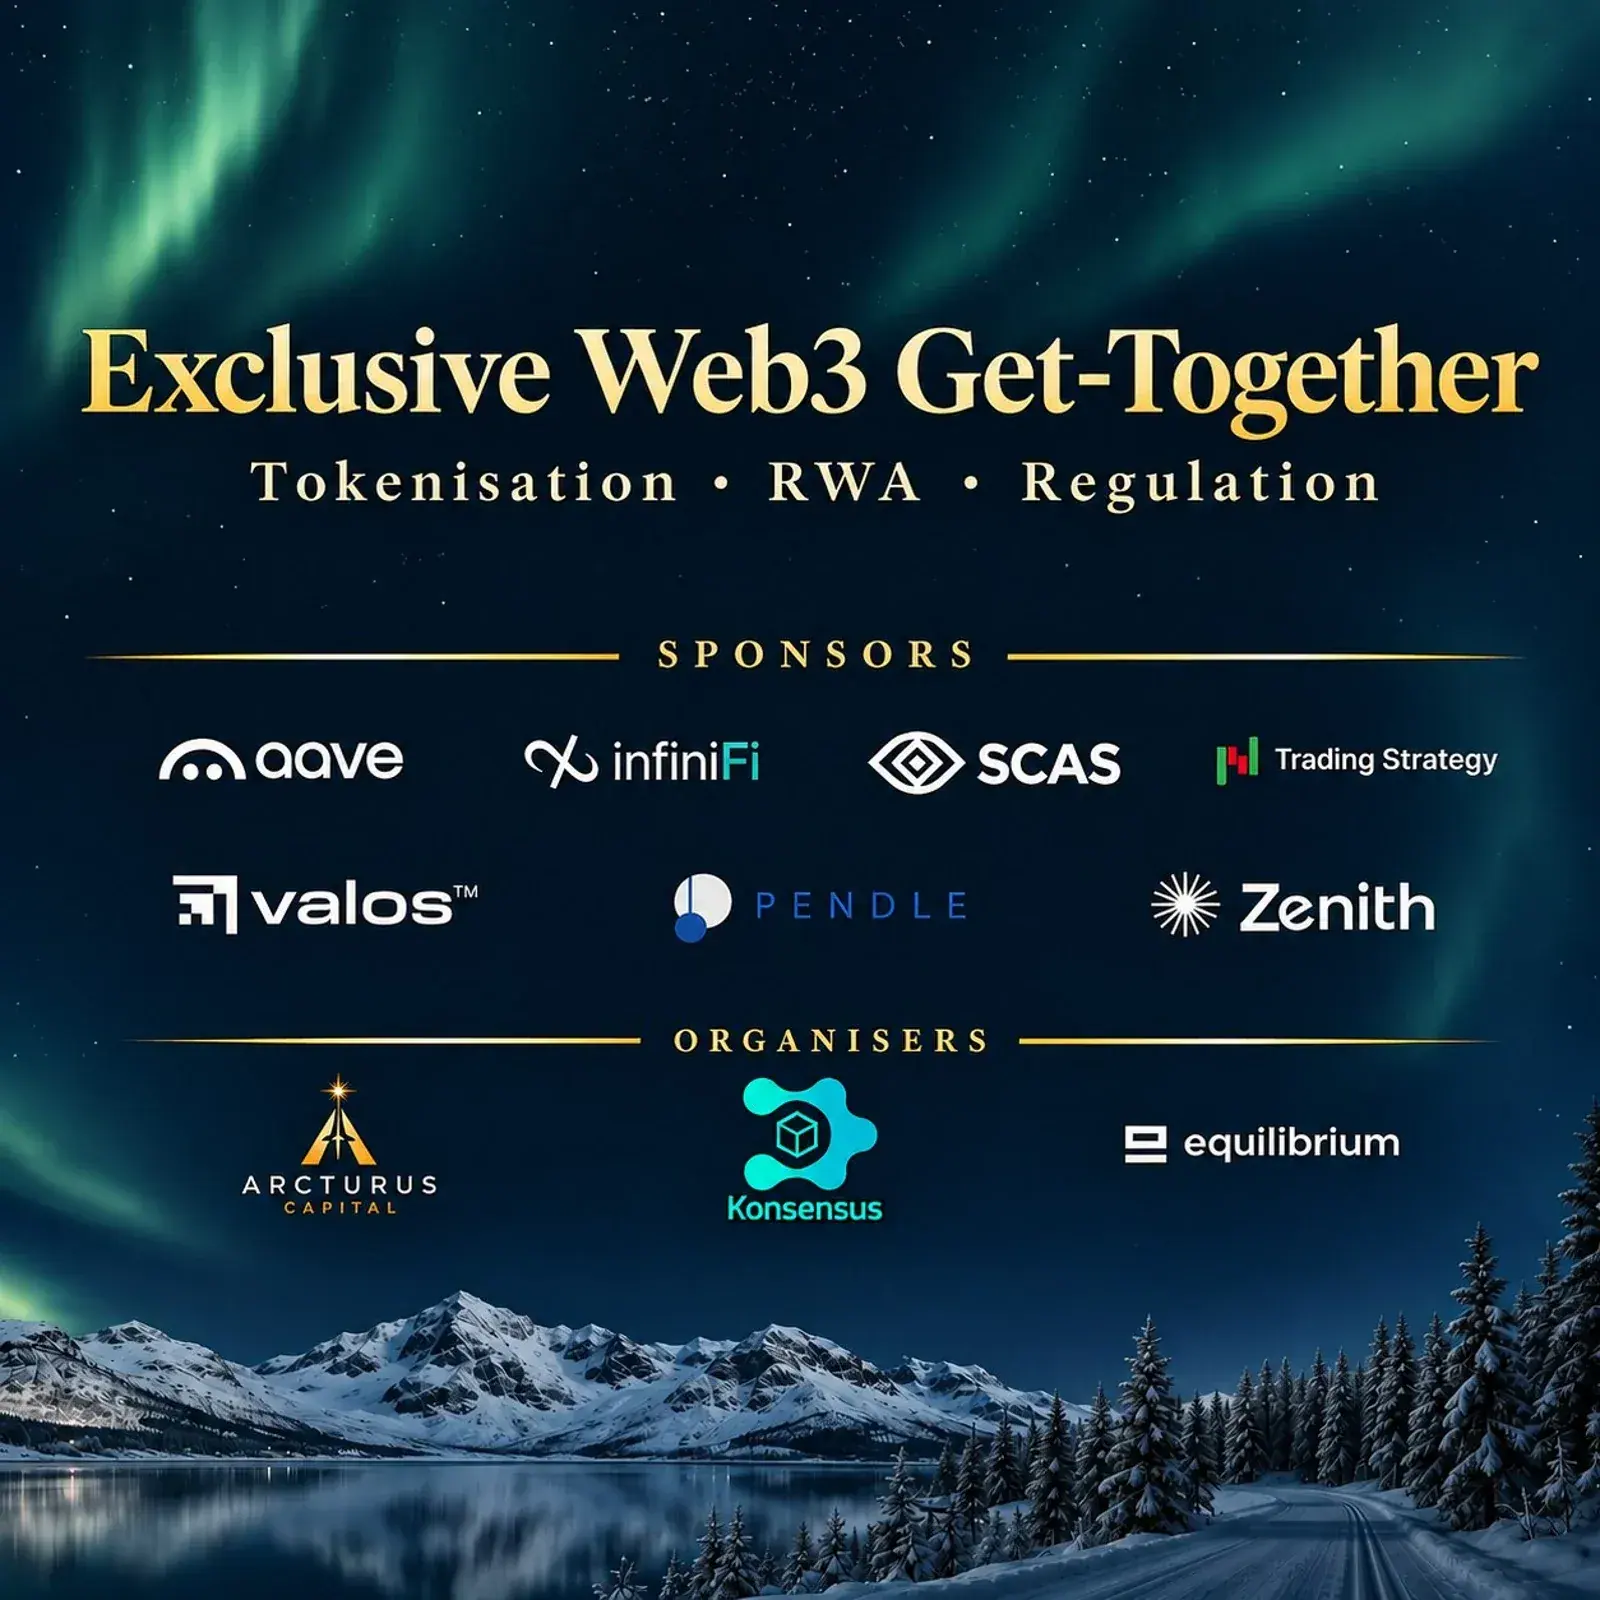 Exclusive Web3 Get-Together
Tokenisation • RWA • Regulation
SPONSORS
aave
infiniFi
SCAS
Trading Strategy
valos™
PENDLE
Zenith
ORGANISERS
ARCTURUS
CAPITAL
Konsensus
equilibrium